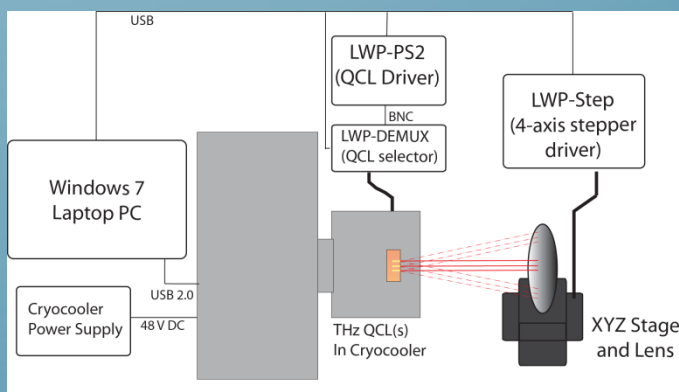 USB
LWP-PS2
(QCL Driver)
BNC
LWP-DEMUX
(QCL selector)
LWP-Step
(4-axis stepper
driver)
Windows 7
Laptop PC
USB 2.0
Cryocooler
Power Supply
48 V DC
THz QCL(s)
In Cryocooler
XYZ Stage
and Lens